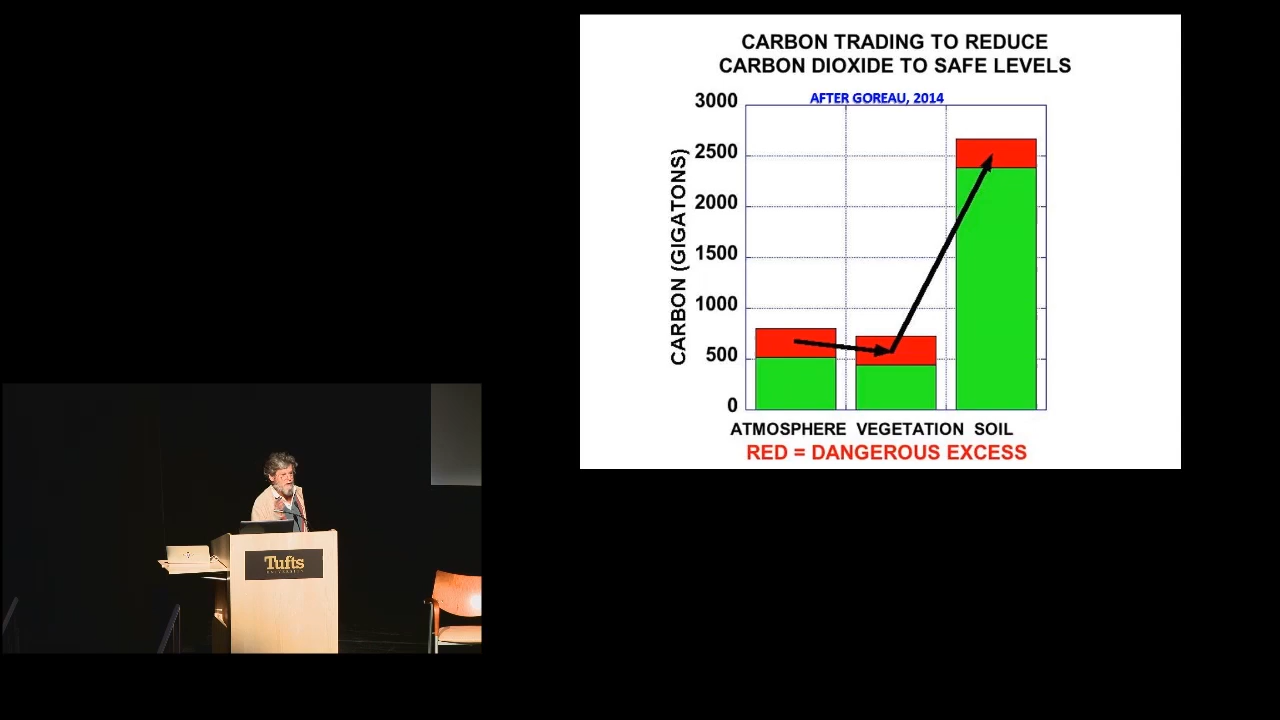 CARBON TRADING TO REDUCE
CARBON DIOXIDE TO SAFE LEVELS
AFTER GOREAU, 2014
CARBON (GIGATONS)
3000
2500
2000
1500
1000
500
0
ATMOSPHERE VEGETATION SOIL
RED = DANGEROUS EXCESS
Tufts
UNIVERSITY